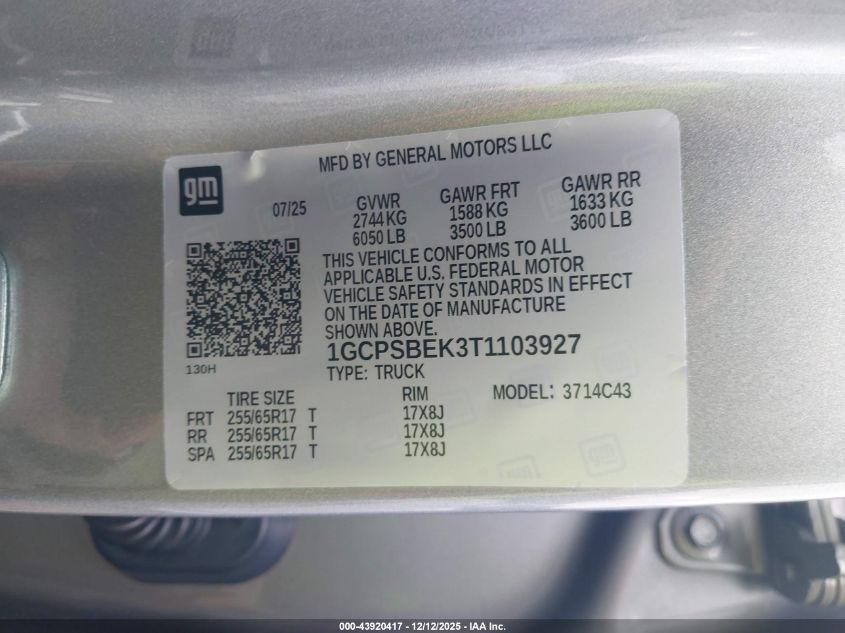 MFD BY GENERAL MOTORS LLC
gm
07/25
GVWR
2744 KG
6050 LB
GAWR FRT
1588 KG
3500 LB
GAWR RR
1633 KG
3600 LB
THIS VEHICLE CONFORMS TO ALL
APPLICABLE U.S. FEDERAL MOTOR
VEHICLE SAFETY STANDARDS IN EFFECT
ON THE DATE OF MANUFACTURE
SHOWN ABOVE.
1GCPSBEK3T1103927
130H
TYPE: TRUCK
TIRE SIZE RIM MODEL: 3714C43
FRT 255/65R17 T 17X8J
RR 255/65R17 T 17X8J
SPA 255/65R17 T 17X8J
gm
000-43920417 - 12/12/2025 - IAA Inc.